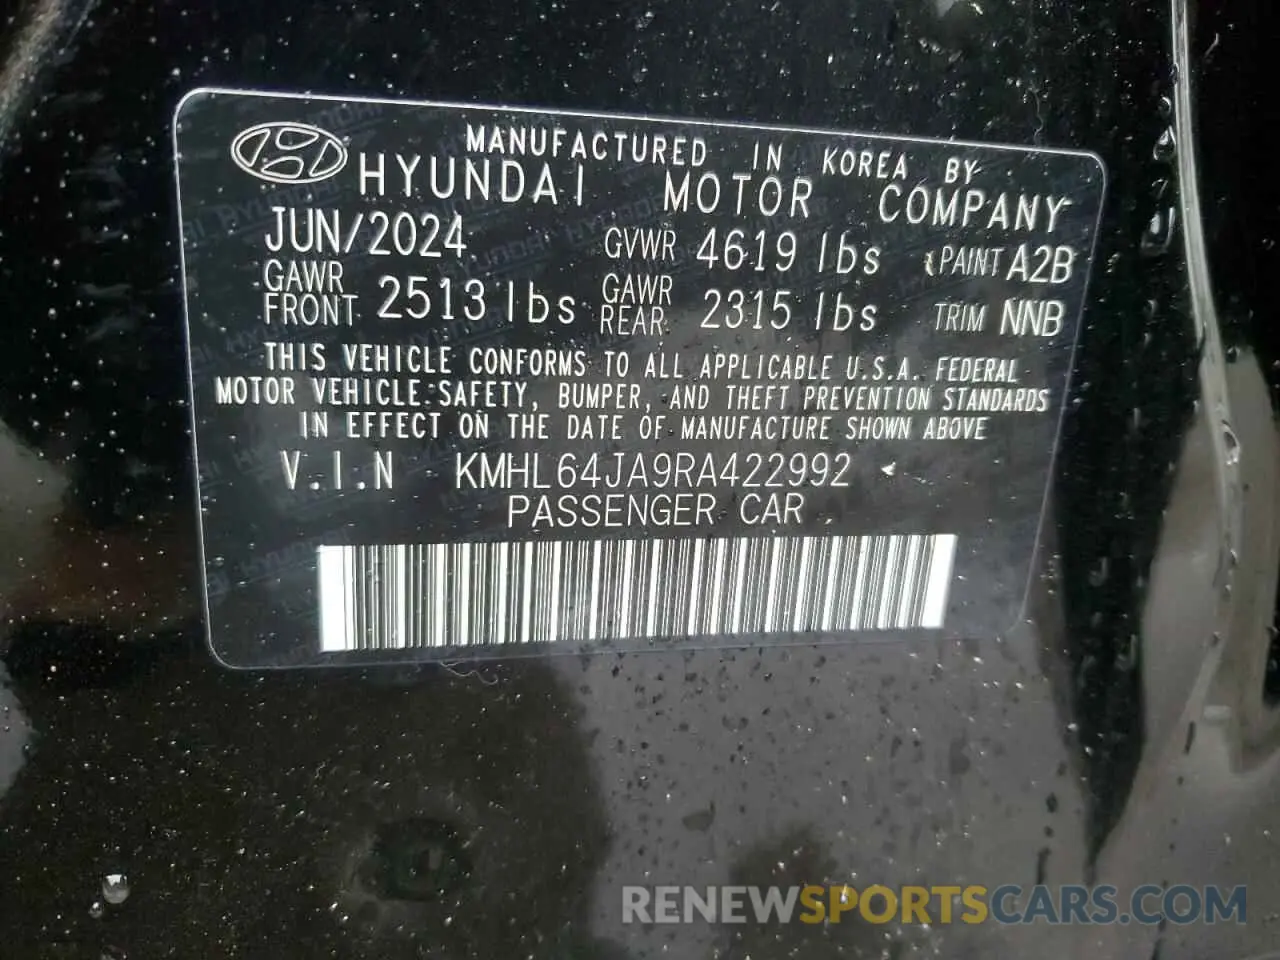 MANUFACTURED IN KOREA BY
HYUNDAI MOTOR COMPANY
JUN/2024 GVWR 4619 lbs PAINT A2B
GAWR FRONT 2513 lbs GAWR REAR 2315 lbs TRIM NNB
THIS VEHICLE CONFORMS TO ALL APPLICABLE U.S.A. FEDERAL
MOTOR VEHICLE SAFETY, BUMPER, AND THEFT PREVENTION STANDARDS
IN EFFECT ON THE DATE OF MANUFACTURE SHOWN ABOVE
V.I.N KMHL64JA9RA422992
PASSENGER CAR
RENEWSPORTSCARS.COM